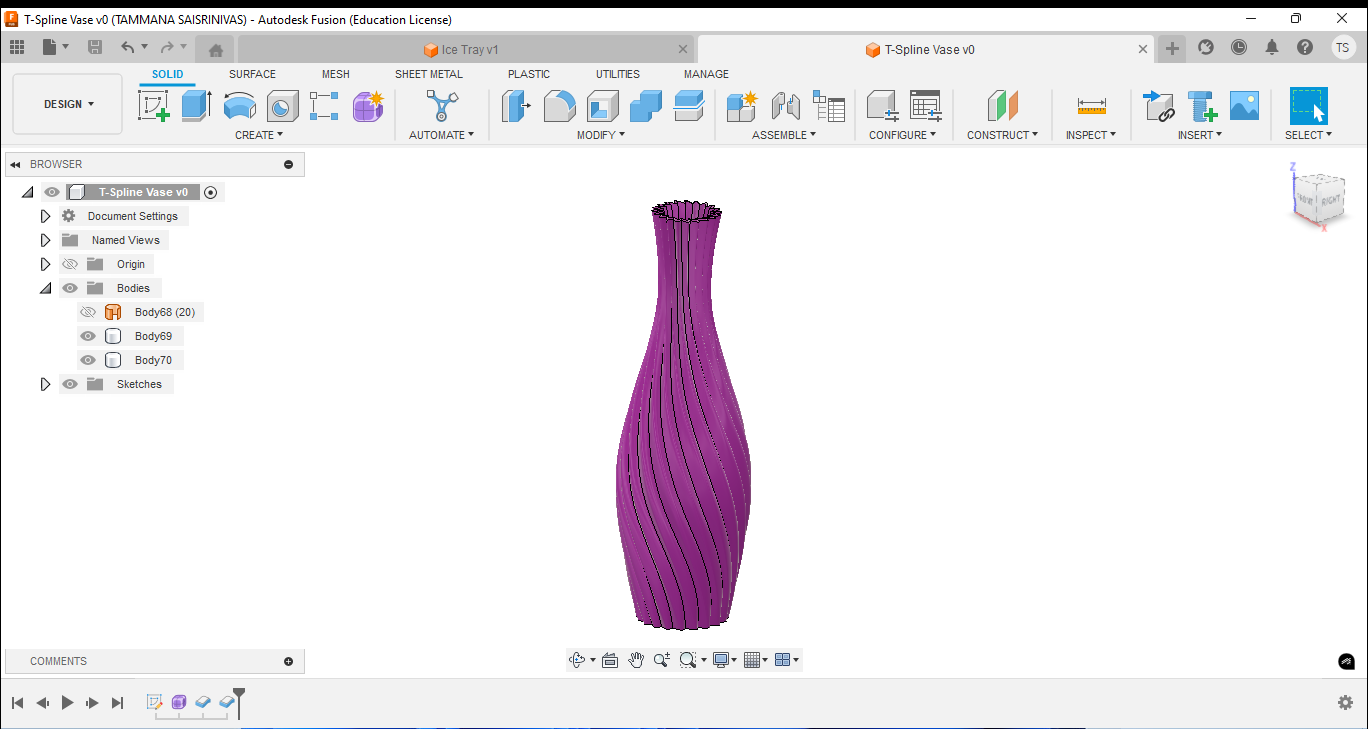 T-Spline Vase v0 (TAMMANA SAISRINIVAS) - Autodesk Fusion (Education License)
Ice Tray v1
T-Spline Vase v0
TS
SOLID SURFACE MESH SHEET METAL PLASTIC UTILITIES MANAGE
DESIGN
CREATE AUTOMATE MODIFY ASSEMBLE CONFIGURE CONSTRUCT INSPECT INSERT SELECT
BROWSER
T-Spline Vase v0
Document Settings
Named Views
Origin
Bodies
Body68 (20)
Body69
Body70
Sketches
Z
FRONT RIGHT
X
COMMENTS